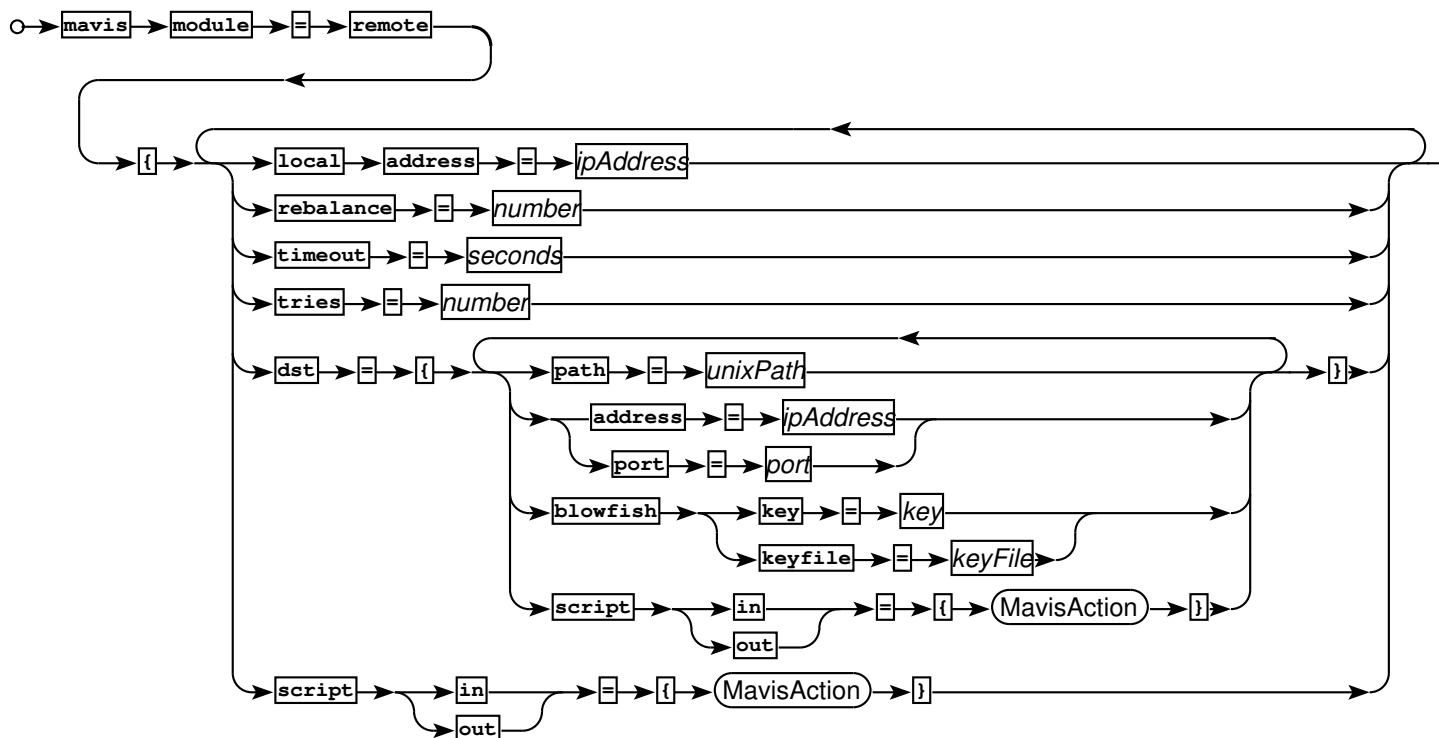 mavis module = remote
{ local address = ipAddress
rebalance = number
timeout = seconds
tries = number
dst = { path = unixPath }
address = ipAddress
port = port
blowfish key = key
keyfile = keyFile
script in = { MavisAction }
out
script in = { MavisAction }
out